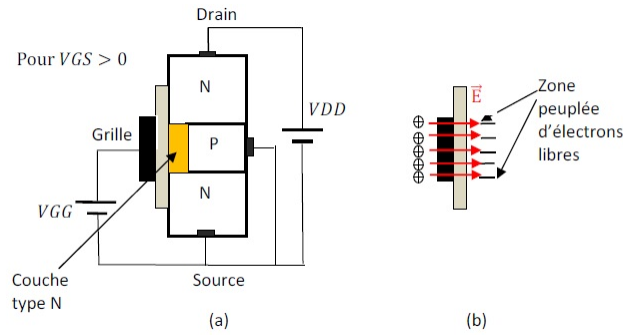 Drain
Pour VGS > 0
N
VDD
Grille
P
N
VGG
Couche
type N
Source
(a)
E
Zone
peuplée
d'électrons
libres
(b)